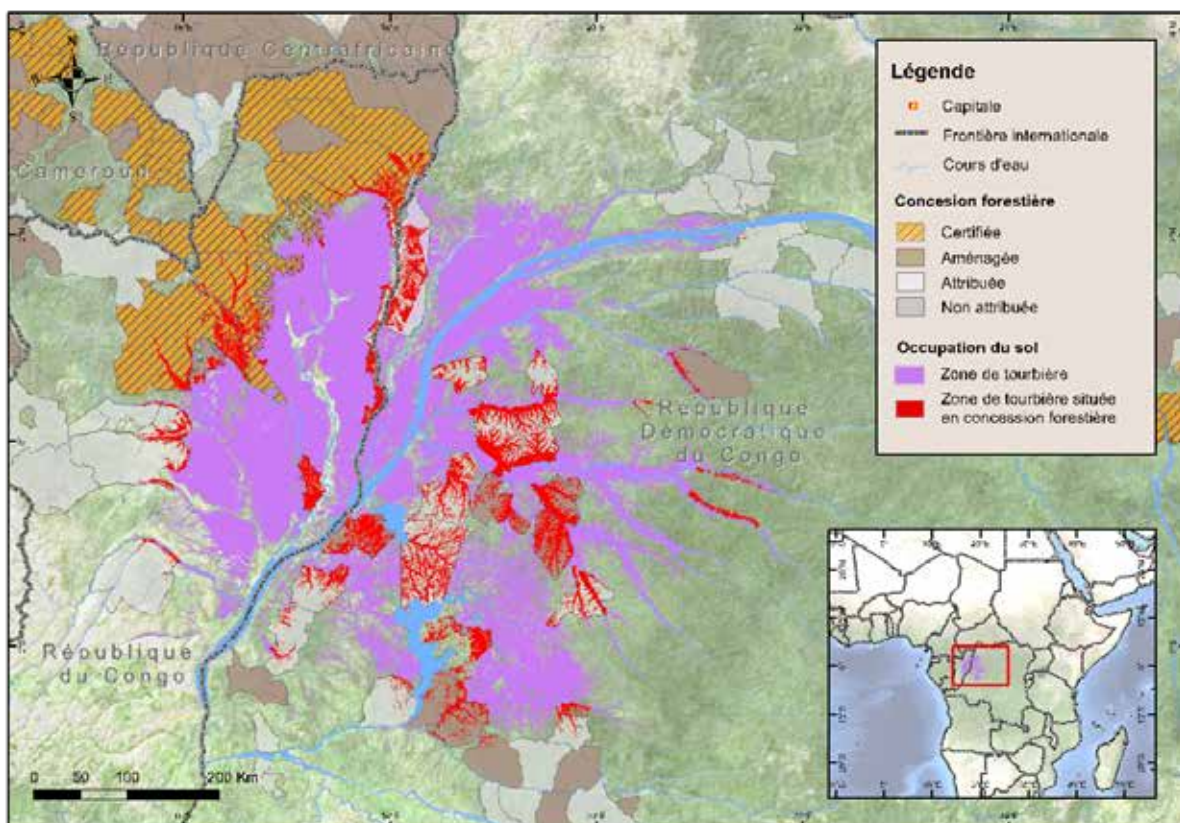 République Centrafricaine
N
S
Cameroun
République
Démocratique
du Congo
République
du Congo
0 50 100 200 Km
Légende
Capitale
Frontière internationale
Cours d'eau
Concesion forestière
Certifiée
Aménagée
Attribuée
Non attribuée
Occupation du sol
Zone de tourbière
Zone de tourbière située
en concession forestière